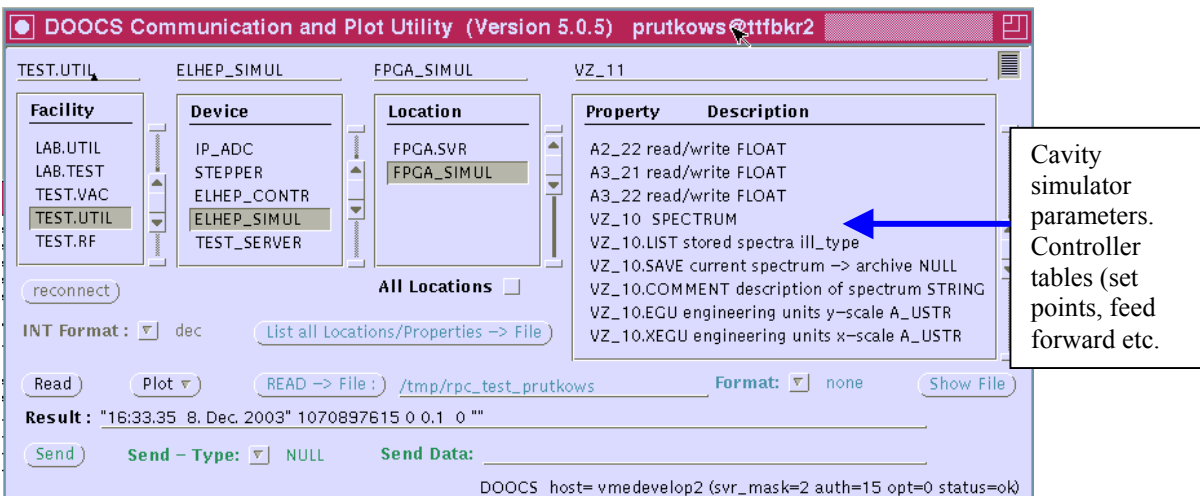 DOOCS Communication and Plot Utility (Version 5.0.5) prutkows@ttfbkr2
TEST.UTIL ELHEP_SIMUL FPGA_SIMUL VZ_11
Facility
LAB.UTIL
LAB.TEST
TEST.VAC
TEST.UTIL
TEST.RF
Device
IP_ADC
STEPPER
ELHEP_CONTR
ELHEP_SIMUL
TEST_SERVER
Location
FPGA.SVR
FPGA_SIMUL
Property Description
A2_22 read/write FLOAT
A3_21 read/write FLOAT
A3_22 read/write FLOAT
VZ_10 SPECTRUM
VZ_10.LIST stored spectra ill_type
VZ_10.SAVE current spectrum -> archive NULL
VZ_10.COMMENT description of spectrum STRING
VZ_10.EGU engineering units y-scale A_USTR
VZ_10.XEGU engineering units x-scale A_USTR
Cavity
simulator
parameters.
Controller
tables (set
points, feed
forward etc.
reconnect
All Locations
INT Format : dec
List all Locations/Properties -> File
Read Plot READ -> File : /tmp/rpc_test_prutkows Format: none Show File
Result : "16:33.35 8. Dec. 2003" 1070897615 0 0.1 0 ""
Send Send - Type: NULL Send Data:
DOOCS host= vmedevelop2 (svr_mask=2 auth=15 opt=0 status=ok)